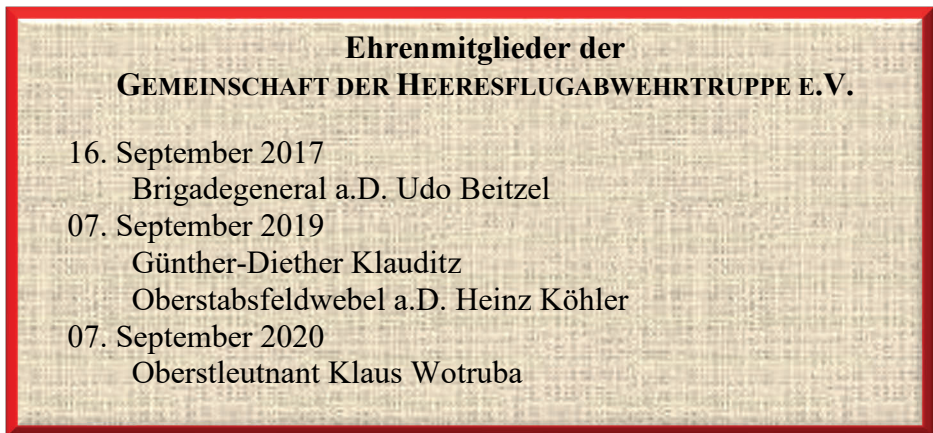 Ehrenmitglieder der
GEMEINSCHAFT DER HEERESFLUGABWEHRTRUPPE E.V.
16. September 2017
Brigadegeneral a.D. Udo Beitzel
07. September 2019
Günther-Diether Klauditz
Oberstabsfeldwebel a.D. Heinz Köhler
07. September 2020
Oberstleutnant Klaus Wotruba